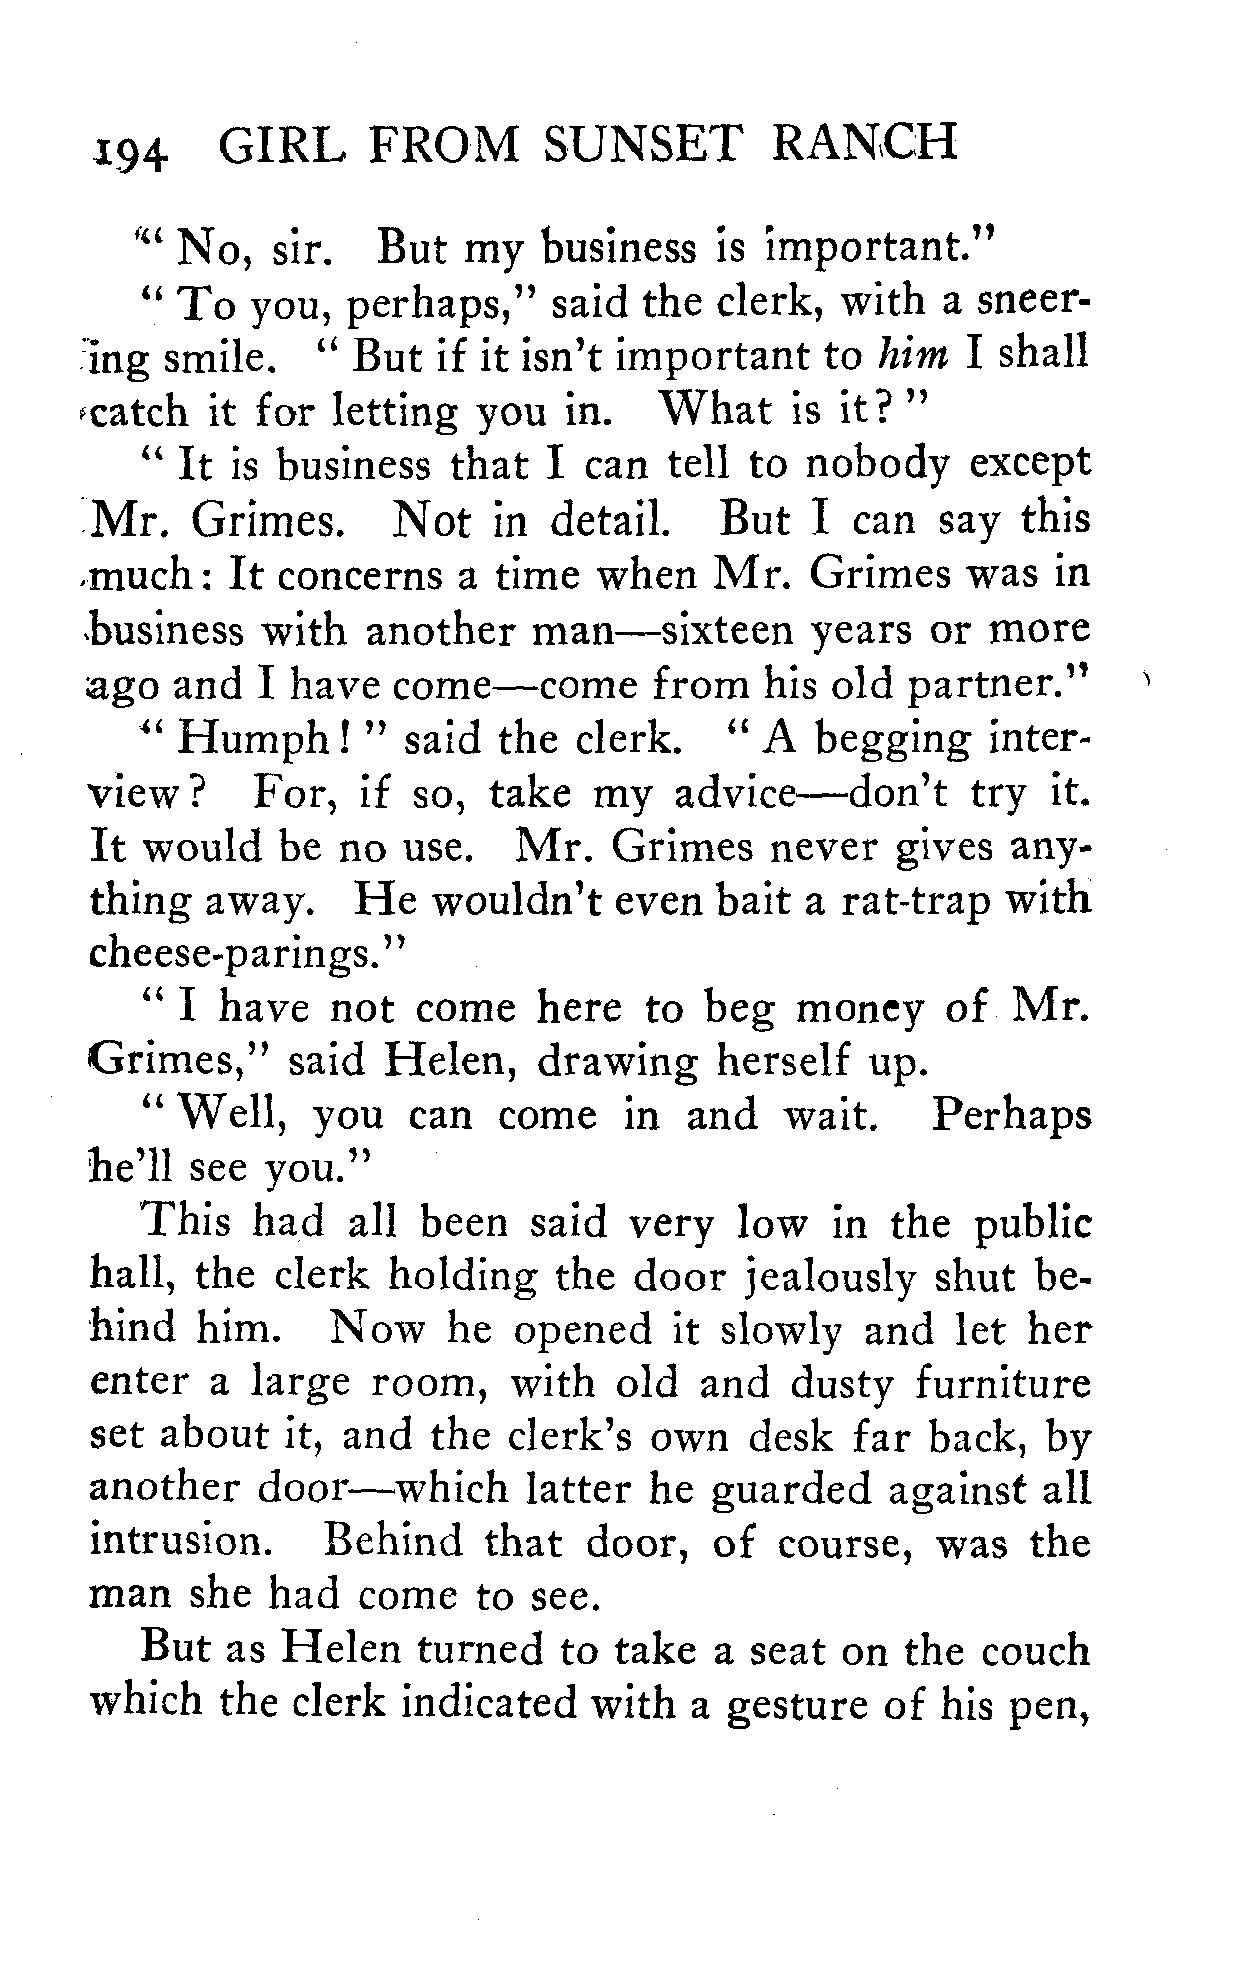 194 GIRL FROM SUNSET RANCH
" No, sir. But my business is important."
" To you, perhaps," said the clerk, with a sneer-
ing smile. " But if it isn't important to him I shall
catch it for letting you in. What is it? "
" It is business that I can tell to nobody except
Mr. Grimes. Not in detail. But I can say this
much: It concerns a time when Mr. Grimes was in
business with another man—sixteen years or more
ago and I have come—come from his old partner."
" Humph! " said the clerk. " A begging inter-
view? For, if so, take my advice—don't try it.
It would be no use. Mr. Grimes never gives any-
thing away. He wouldn't even bait a rat-trap with
cheese-parings."
" I have not come here to beg money of Mr.
Grimes," said Helen, drawing herself up.
" Well, you can come in and wait. Perhaps
he'll see you."
This had all been said very low in the public
hall, the clerk holding the door jealously shut be-
hind him. Now he opened it slowly and let her
enter a large room, with old and dusty furniture
set about it, and the clerk's own desk far back, by
another door—which latter he guarded against all
intrusion. Behind that door, of course, was the
man she had come to see.
But as Helen turned to take a seat on the couch
which the clerk indicated with a gesture of his pen,